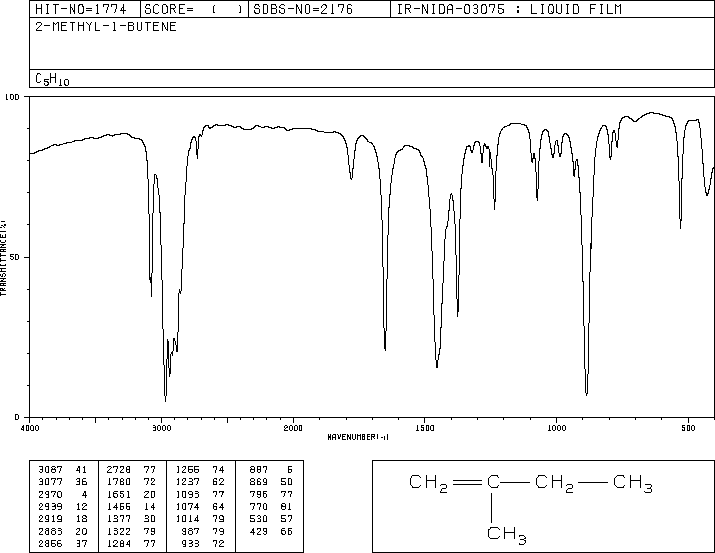 HIT-NO=1774 SCORE= ( ) SDBS-NO=2176 IR-NIDA-03075 : LIQUID FILM
2-METHYL-1-BUTENE
C5H10
100
50
0
TRANSMITTANCE(%)
4000 3000 2000 1500 1000 500
WAVENUMBER(-1)
3087 41 2728 77 1266 74 887 6
3077 36 1780 72 1237 62 869 50
2970 4 1651 20 1093 77 796 77
2939 12 1456 14 1074 64 770 81
2919 18 1377 30 1014 79 530 57
2883 20 1322 79 987 79 429 66
2866 37 1284 77 933 72
CH2 C CH2 CH3
CH3